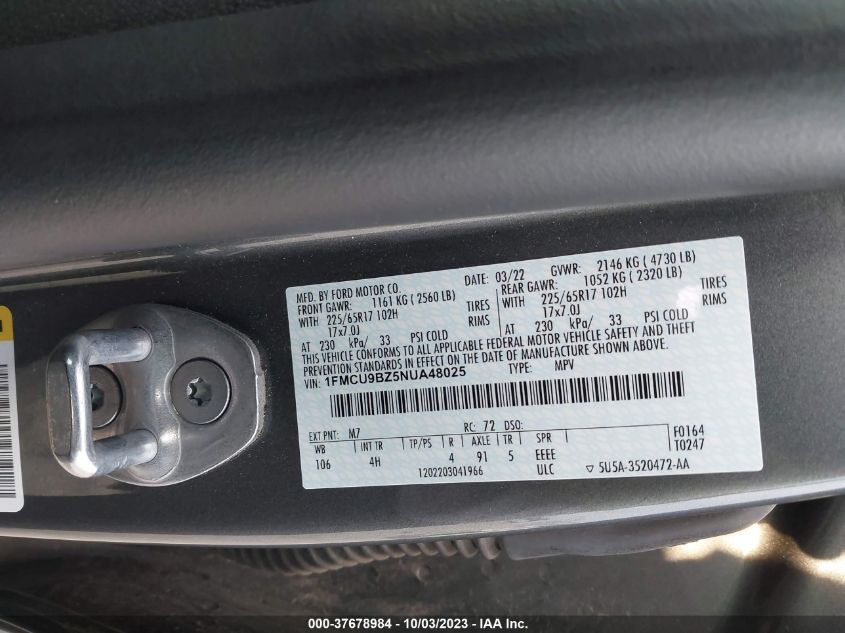 MFD. BY FORD MOTOR CO.
DATE: 03/22 GVWR: 2146 KG ( 4730 LB)
FRONT GAWR: 1161 KG ( 2560 LB)
REAR GAWR: 1052 KG ( 2320 LB)
WITH 225/65R17 102H TIRES
WITH 225/65R17 102H TIRES
17x7.0J RIMS
17x7.0J RIMS
AT 230 kPa/ 33 PSI COLD
AT 230 kPa/ 33 PSI COLD
THIS VEHICLE CONFORMS TO ALL APPLICABLE FEDERAL MOTOR VEHICLE SAFETY AND THEFT
PREVENTION STANDARDS IN EFFECT ON THE DATE OF MANUFACTURE SHOWN ABOVE.
VIN: 1FMCU9BZ5NUA48025 TYPE: MPV
EXT PNT: M7 RC: 72 DSO: F0164
WB INT TR TP/PS R AXLE TR SPR T0247
106 4H 4 91 5 EEEE
1202203041966 ULC ▽ 5U5A-3520472-AA
000-37678984 - 10/03/2023 - IAA Inc.